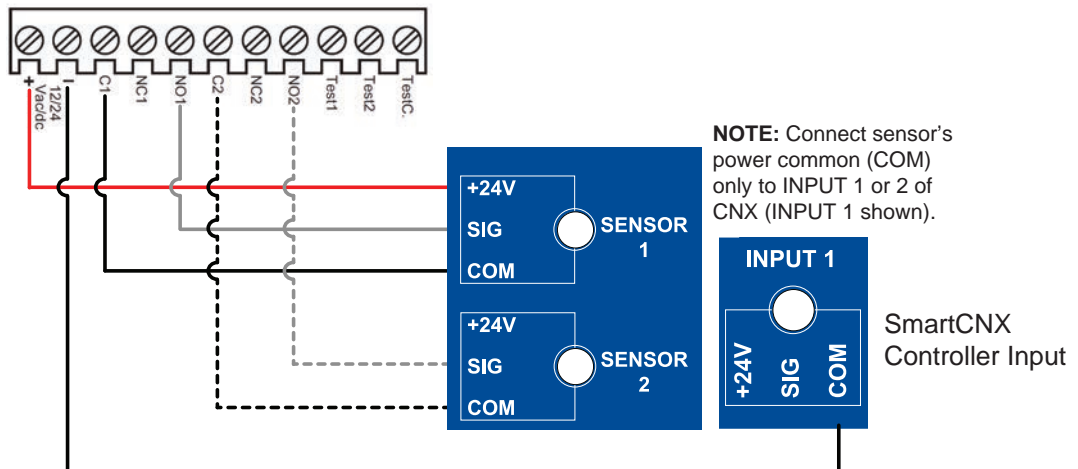 +
–
12/24
Vac/dc
C1
NC1
NO1
C2
NC2
NO2
Test1
Test2
TestC.
NOTE: Connect sensor's
power common (COM)
only to INPUT 1 or 2 of
CNX (INPUT 1 shown).
+24V
SIG
COM
SENSOR
1
+24V
SIG
COM
SENSOR
2
INPUT 1
+24V
SIG
COM
SmartCNX
Controller Input